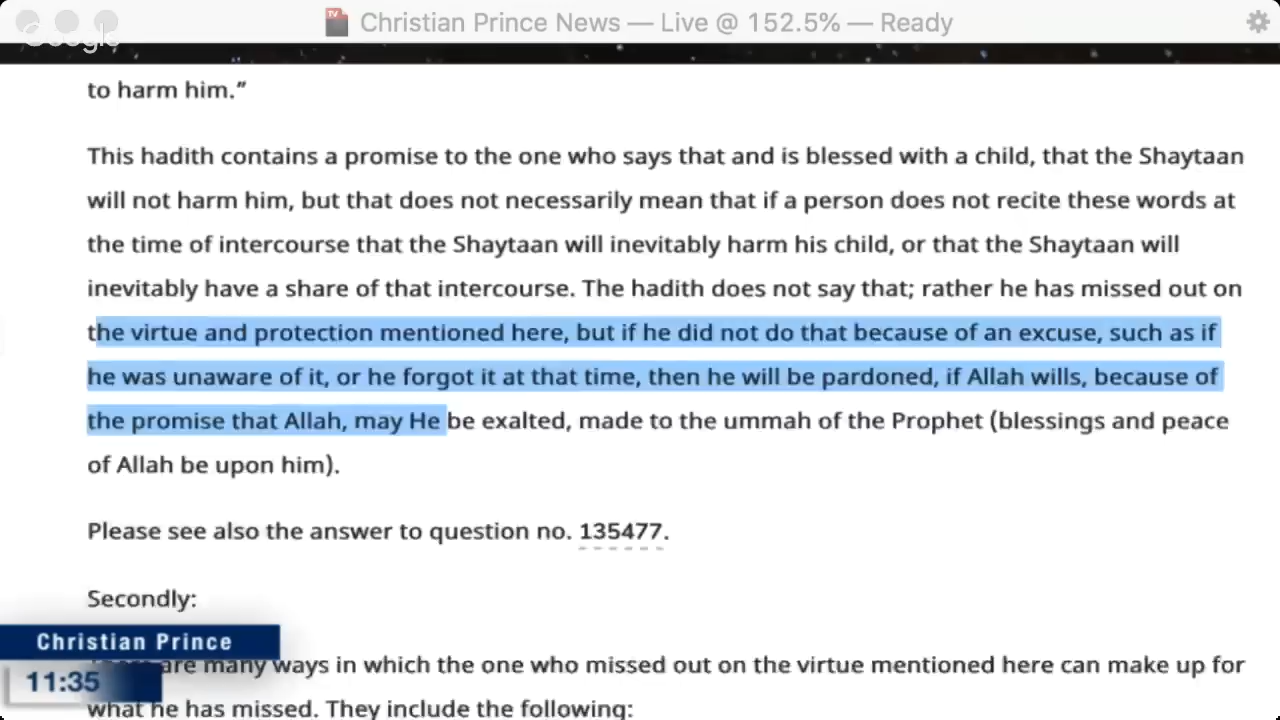 TV Christian Prince News — Live @ 152.5% — Ready
Google
to harm him.”
This hadith contains a promise to the one who says that and is blessed with a child, that the Shaytaan
will not harm him, but that does not necessarily mean that if a person does not recite these words at
the time of intercourse that the Shaytaan will inevitably harm his child, or that the Shaytaan will
inevitably have a share of that intercourse. The hadith does not say that; rather he has missed out on
the virtue and protection mentioned here, but if he did not do that because of an excuse, such as if
he was unaware of it, or he forgot it at that time, then he will be pardoned, if Allah wills, because of
the promise that Allah, may He be exalted, made to the ummah of the Prophet (blessings and peace
of Allah be upon him).
Please see also the answer to question no. 135477.
Secondly:
are many ways in which the one who missed out on the virtue mentioned here can make up for
what he has missed. They include the following:
Christian Prince
11:35